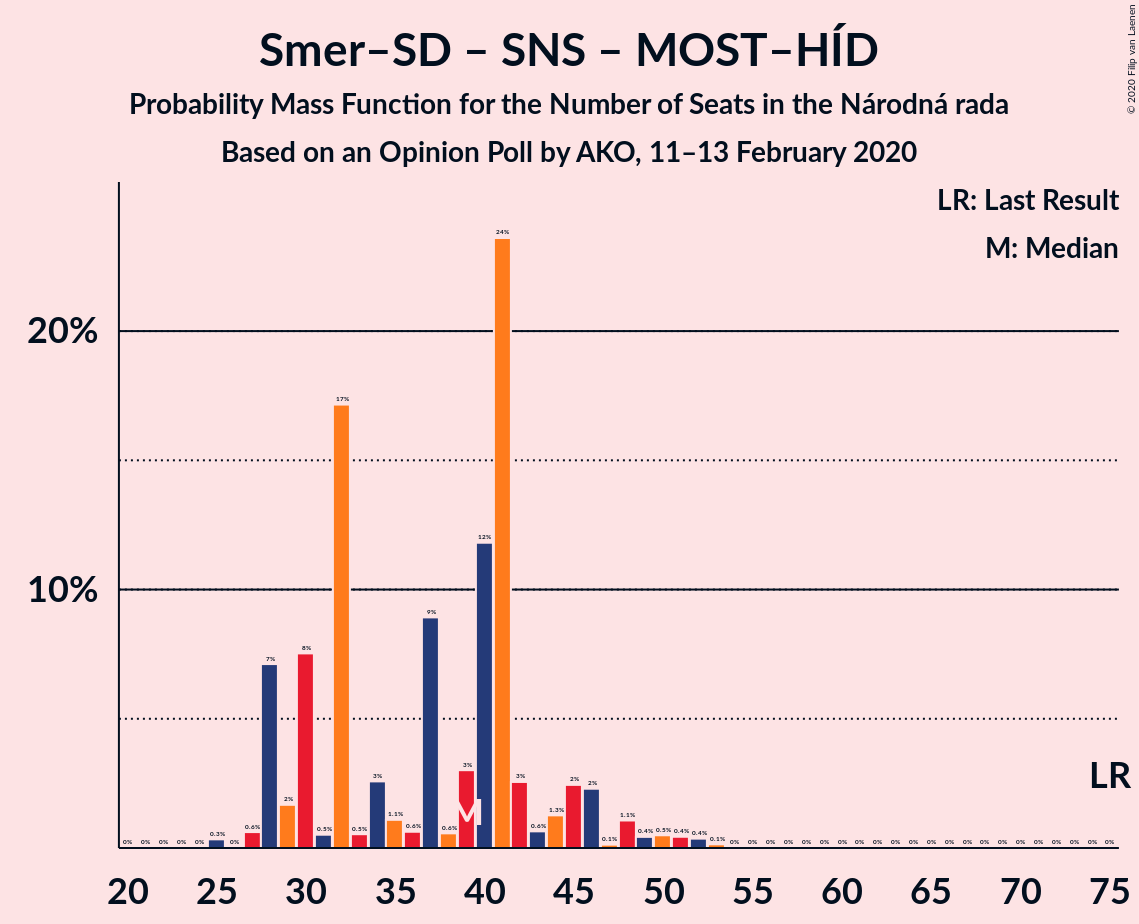 Smer–SD – SNS – MOST–HÍD
Probability Mass Function for the Number of Seats in the Národná rada
Based on an Opinion Poll by AKO, 11–13 February 2020
© 2020 Filip van Laenen
LR: Last Result
M: Median
20%
10%
0% 0% 0% 0% 0% 0.3% 0% 0.6% 7% 2% 8% 0.5% 17% 0.5% 3% 1.1% 0.6% 9% 0.6% 3% 12% 24% 3% 0.6% 1.3% 2% 2% 0.1% 1.1% 0.4% 0.5% 0.4% 0.4% 0.1% 0% 0% 0% 0% 0% 0% 0% 0% 0% 0% 0% 0% 0% 0% 0% 0% 0% 0% 0% 0% 0% 0%
M
LR
20 25 30 35 40 45 50 55 60 65 70 75